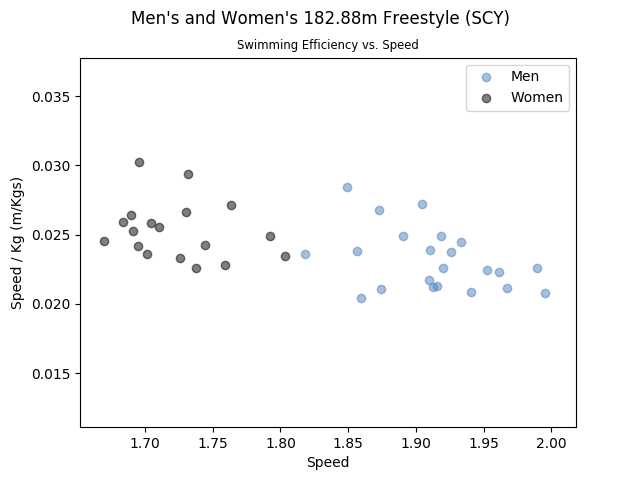 Men's and Women's 182.88m Freestyle (SCY)
Swimming Efficiency vs. Speed
Men
Women
Speed / Kg (m/Kgs)
0.035
0.030
0.025
0.020
0.015
1.70 1.75 1.80 1.85 1.90 1.95 2.00
Speed